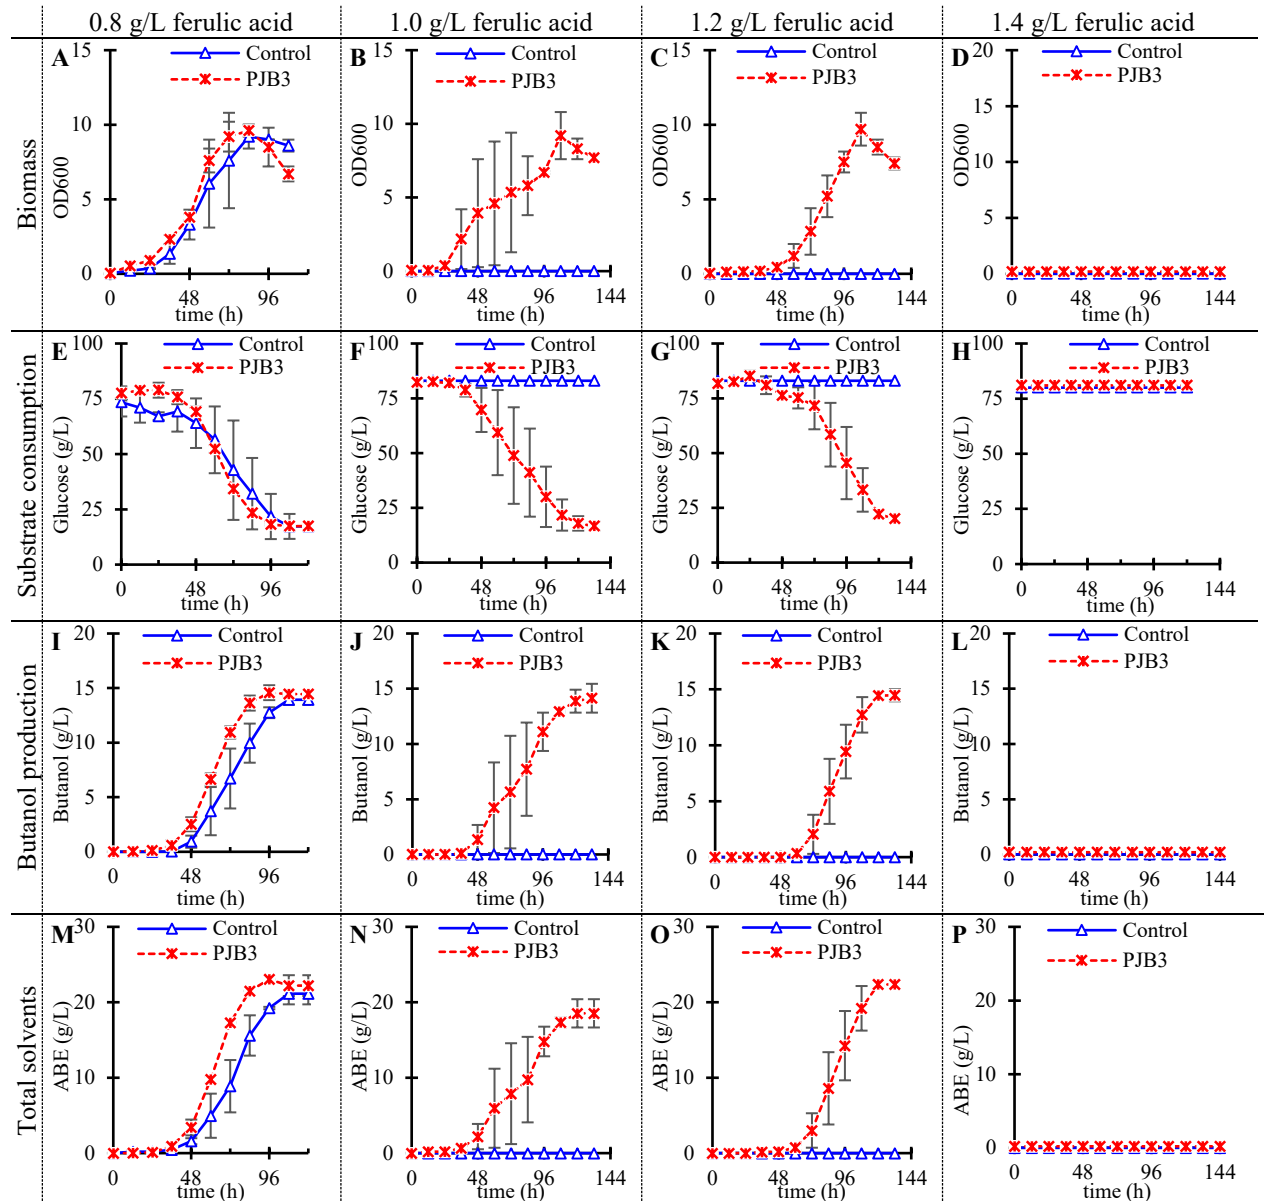 0.8 g/L ferulic acid
1.0 g/L ferulic acid
1.2 g/L ferulic acid
1.4 g/L ferulic acid
Biomass
A
OD600
15
10
5
0
0 48 96
time (h)
Control
PJB3
B
OD600
15
10
5
0
0 48 96 144
time (h)
Control
PJB3
C
OD600
15
10
5
0
0 48 96 144
time (h)
Control
PJB3
D
OD600
20
15
10
5
0
0 48 96 144
time (h)
Control
PJB3
Substrate consumption
E
Glucose (g/L)
100
75
50
25
0
0 48 96
time (h)
Control
PJB3
F
Glucose (g/L)
100
75
50
25
0
0 48 96 144
time (h)
Control
PJB3
G
Glucose (g/L)
100
75
50
25
0
0 48 96 144
time (h)
Control
PJB3
H
Glucose (g/L)
100
75
50
25
0
0 48 96 144
time (h)
Control
PJB3
Butanol production
I
Butanol (g/L)
20
15
10
5
0
0 48 96
time (h)
Control
PJB3
J
Butanol (g/L)
20
15
10
5
0
0 48 96 144
time (h)
Control
PJB3
K
Butanol (g/L)
20
15
10
5
0
0 48 96 144
time (h)
Control
PJB3
L
Butanol (g/L)
20
15
10
5
0
0 48 96 144
time (h)
Control
PJB3
Total solvents
M
ABE (g/L)
30
20
10
0
0 48 96
time (h)
Control
PJB3
N
ABE (g/L)
30
20
10
0
0 48 96 144
time (h)
Control
PJB3
O
ABE (g/L)
30
20
10
0
0 48 96 144
time (h)
Control
PJB3
P
ABE (g/L)
30
20
10
0
0 48 96 144
time (h)
Control
PJB3